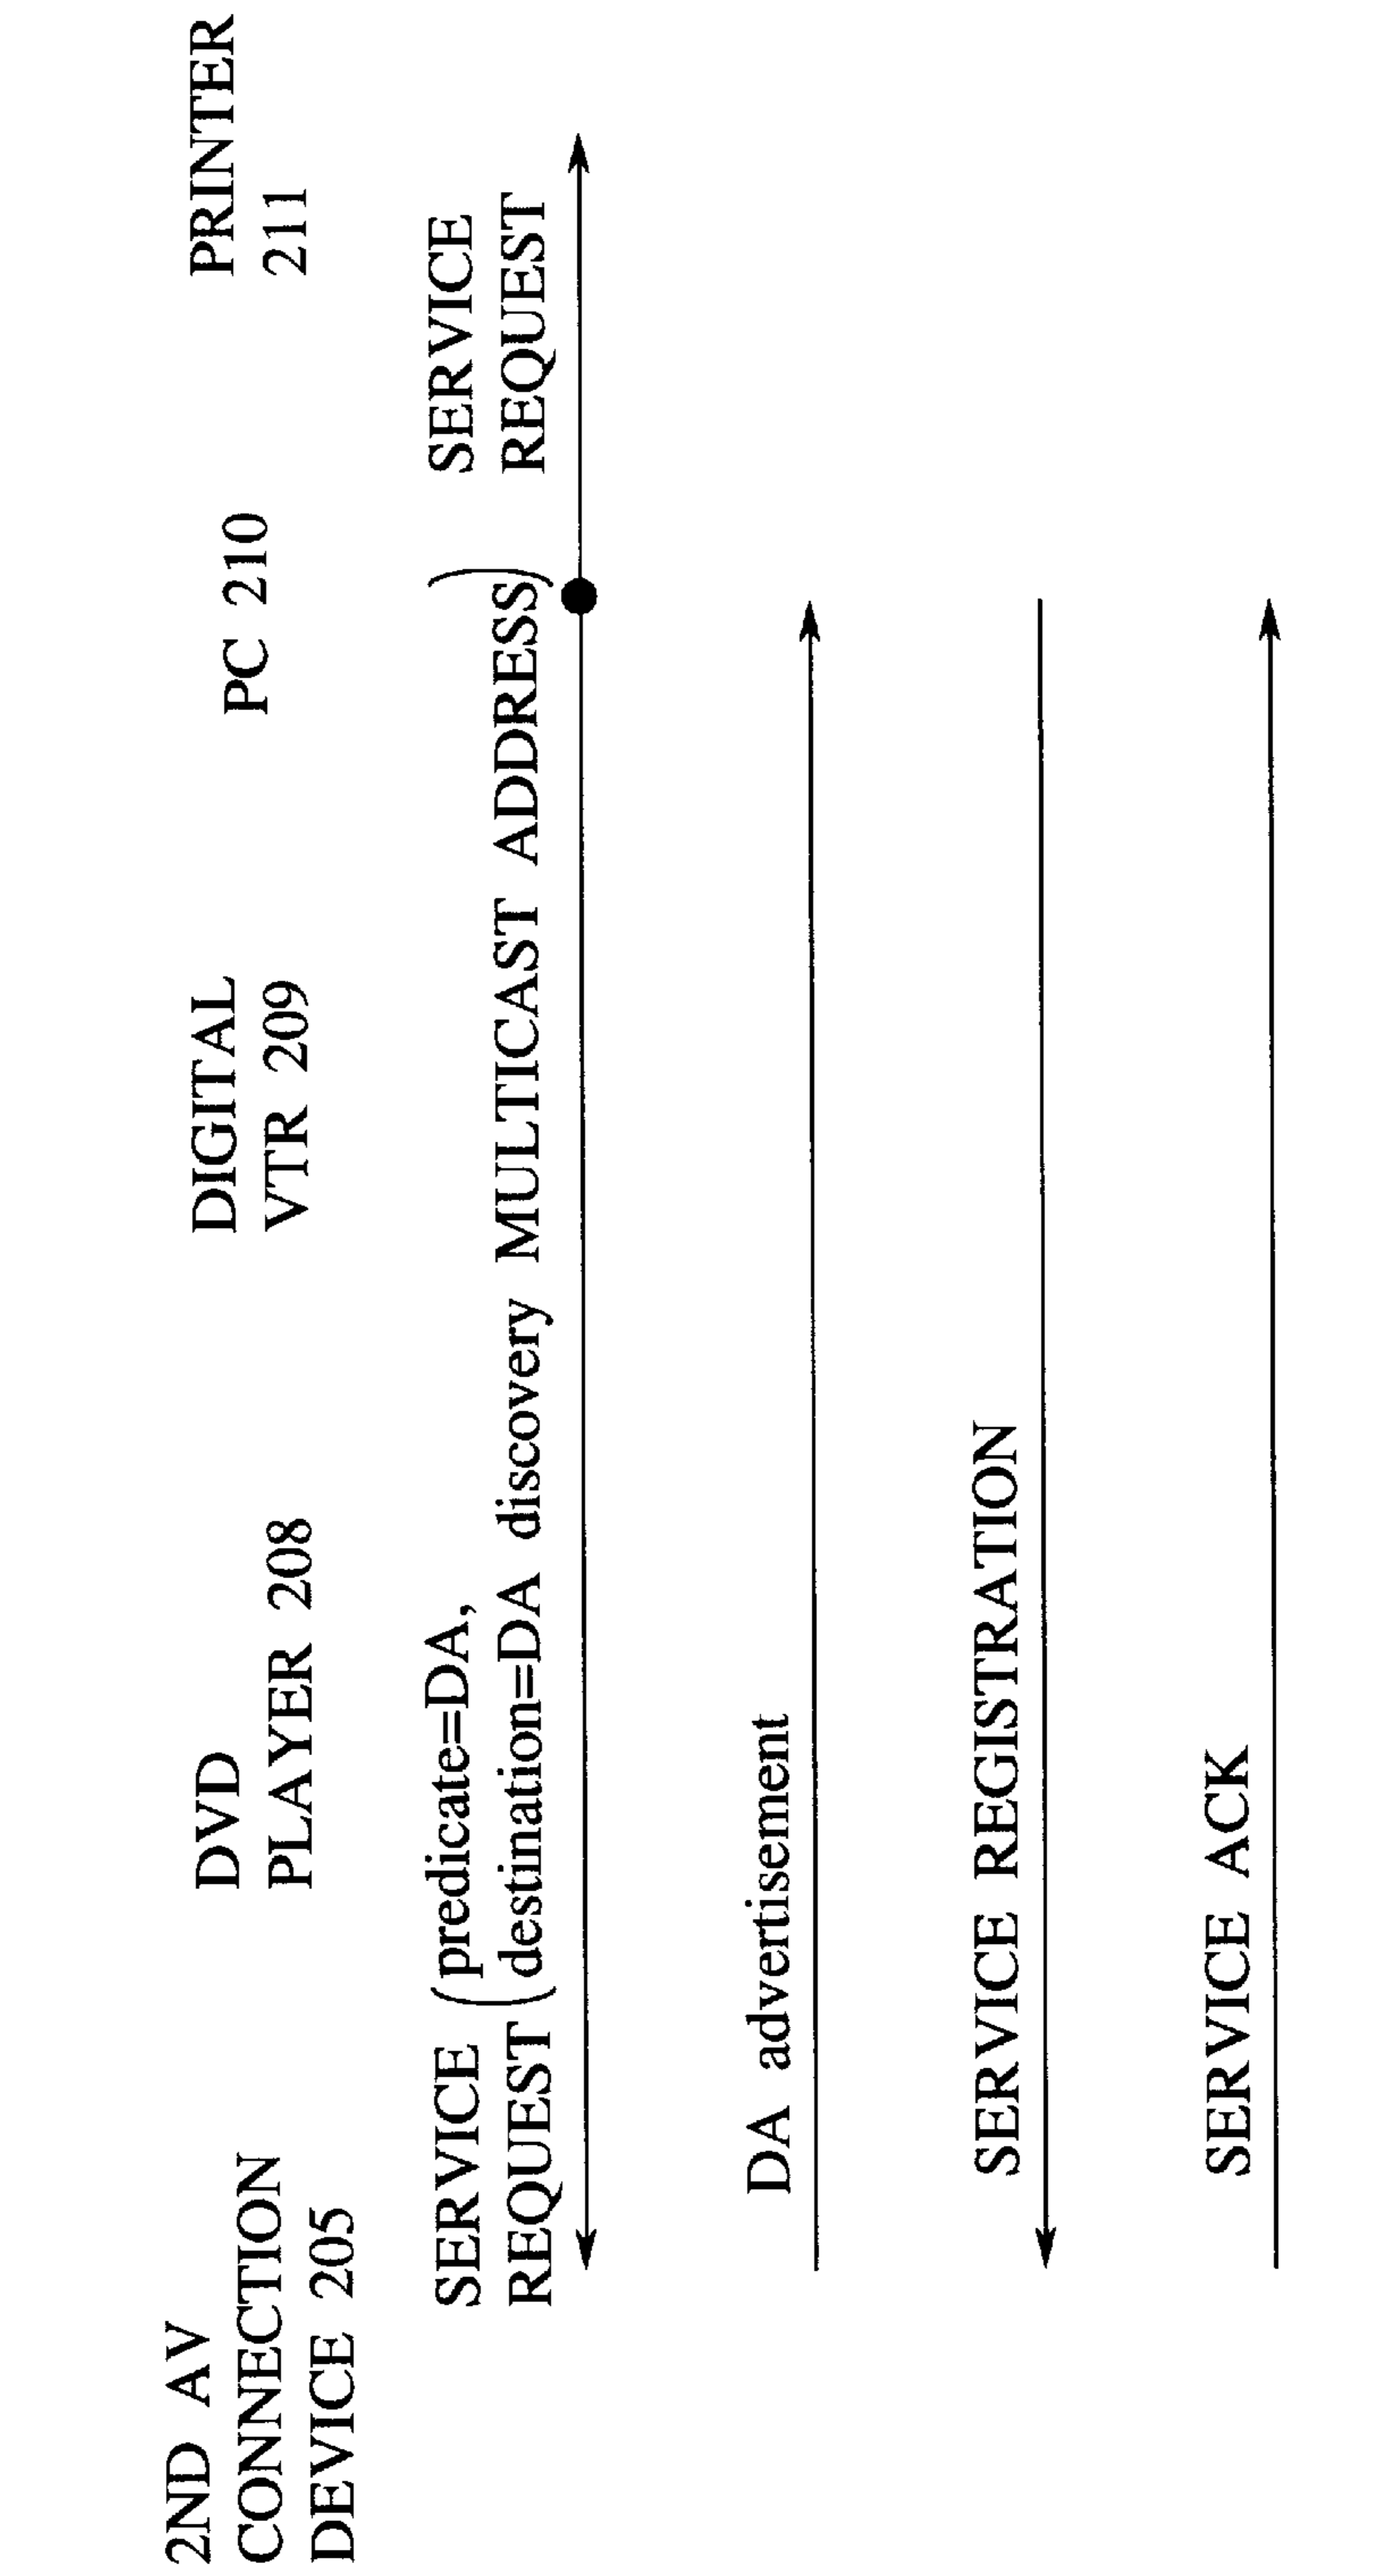 2ND AV
CONNECTION
DEVICE 205
DVD
PLAYER 208
DIGITAL
VTR 209
PC 210
PRINTER
211
SERVICE
REQUEST
(predicate=DA,
destination=DA discovery MULTICAST ADDRESS)
SERVICE
REQUEST
DA advertisement
SERVICE REGISTRATION
SERVICE ACK